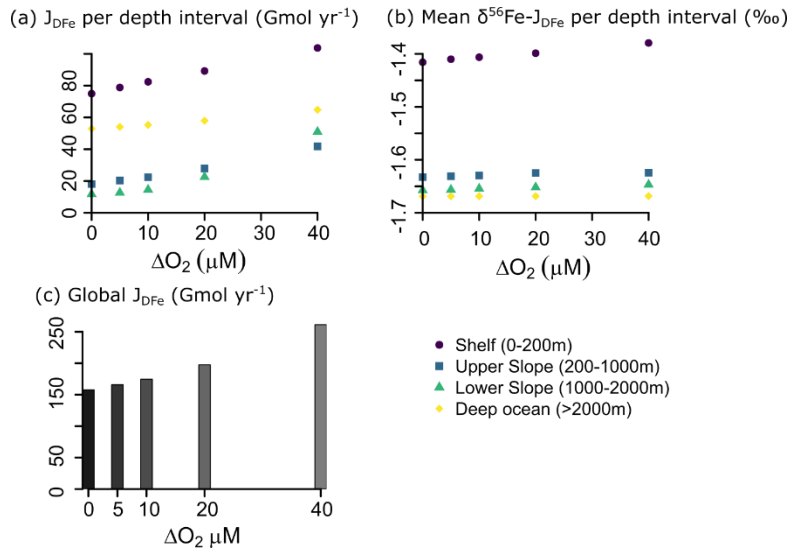 (a) J_DFe per depth interval (Gmol yr⁻¹)
(b) Mean δ⁵⁶Fe-J_DFe per depth interval (‰)
80
60
40
20
0
0 10 20 30 40
ΔO₂ (μM)
-1.4
-1.5
-1.6
-1.7
0 10 20 30 40
ΔO₂ (μM)
(c) Global J_DFe (Gmol yr⁻¹)
250
150
50
0
0 5 10 20 40
ΔO₂ μM
Shelf (0-200m)
Upper Slope (200-1000m)
Lower Slope (1000-2000m)
Deep ocean (>2000m)